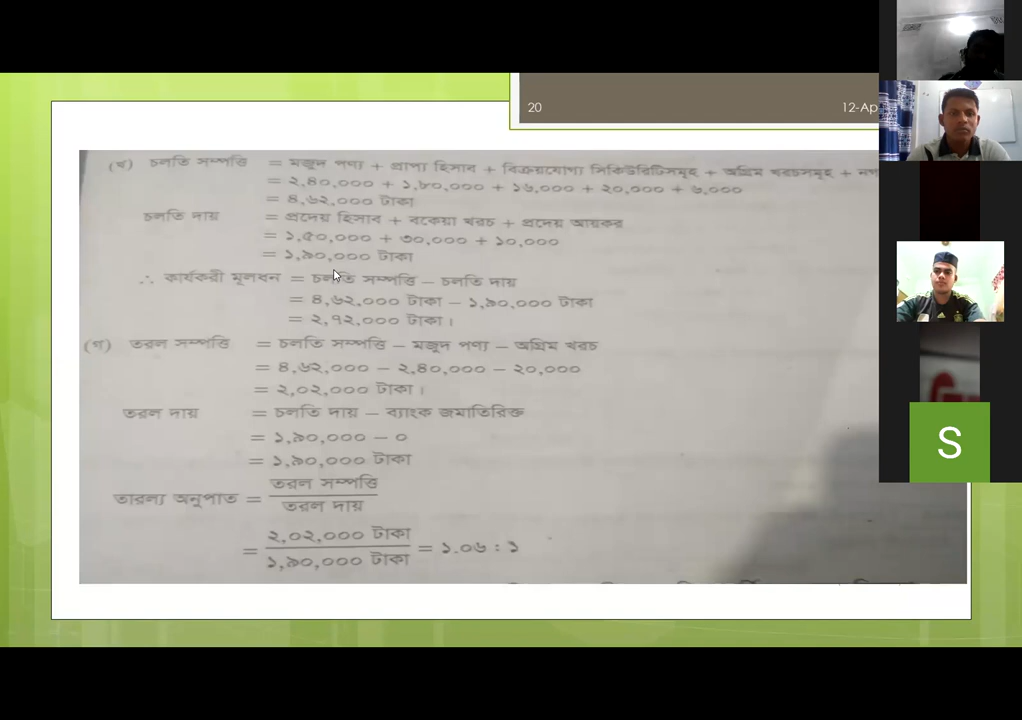 20
12-Ap
(খ) চলতি সম্পত্তি = মজুদ পণ্য + প্রাপ্য হিসাব + বিক্রয়যোগ্য সিকিউরিটিসমূহ + অগ্রিম খরচসমূহ + নগ
= ২,৪০,০০০ + ১,৮০,০০০ + ১৬,০০০ + ২০,০০০ + ৬,০০০
= ৪,৬২,০০০ টাকা
চলতি দায় = প্রদেয় হিসাব + বকেয়া খরচ + প্রদেয় আয়কর
= ১,৫০,০০০ + ৩০,০০০ + ১০,০০০
= ১,৯০,০০০ টাকা
∴ কার্যকরী মূলধন = চলতি সম্পত্তি – চলতি দায়
= ৪,৬২,০০০ টাকা – ১,৯০,০০০ টাকা
= ২,৭২,০০০ টাকা।
(গ) তরল সম্পত্তি = চলতি সম্পত্তি – মজুদ পণ্য – অগ্রিম খরচ
= ৪,৬২,০০০ – ২,৪০,০০০ – ২০,০০০
= ২,০২,০০০ টাকা।
তরল দায় = চলতি দায় – ব্যাংক জমাতিরিক্ত
= ১,৯০,০০০ – ০
= ১,৯০,০০০ টাকা
তারল্য অনুপাত = তরল সম্পত্তি
তরল দায়
= ২,০২,০০০ টাকা = ১.০৬ : ১
১,৯০,০০০ টাকা
S